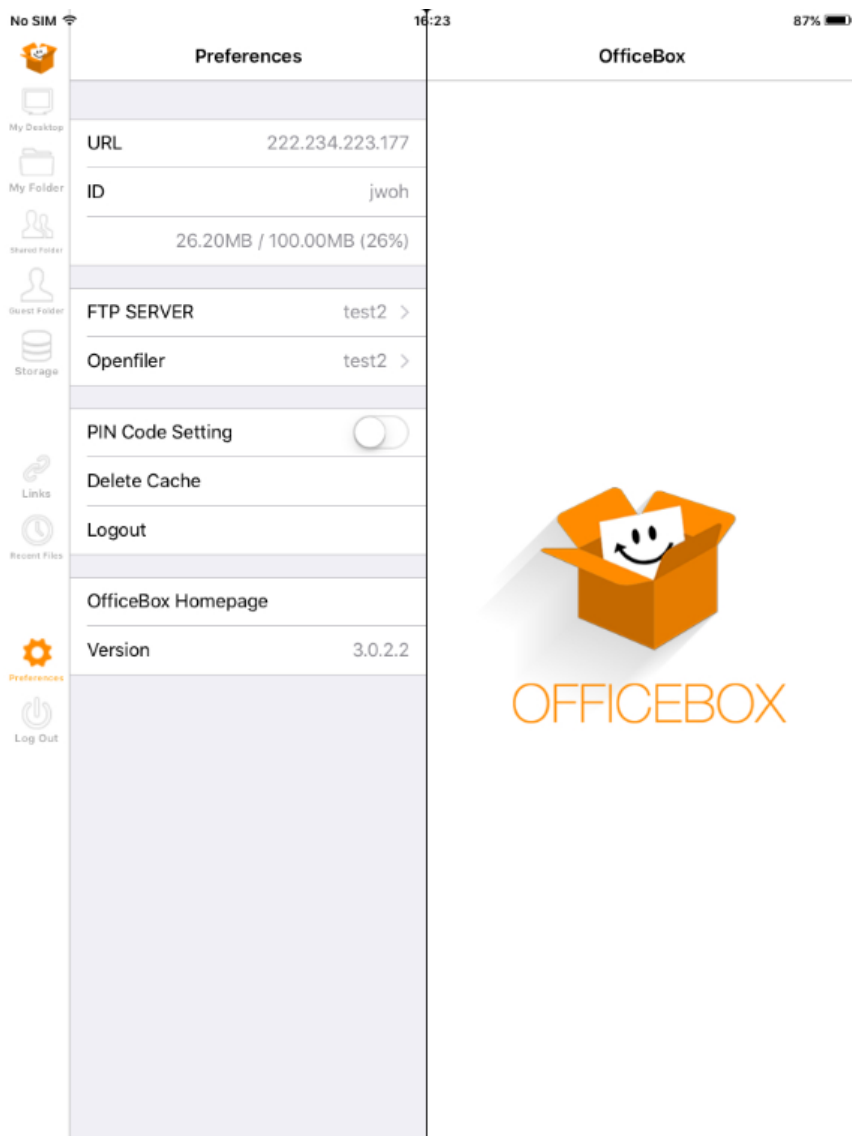 No SIM 16:23 87%
Preferences
OfficeBox
My Desktop
My Folder
Shared Folder
Guest Folder
Storage
Links
Recent Files
Preferences
Log Out
URL 222.234.223.177
ID jwoh
26.20MB / 100.00MB (26%)
FTP SERVER test2 >
Openfiler test2 >
PIN Code Setting
Delete Cache
Logout
OfficeBox Homepage
Version 3.0.2.2
OFFICEBOX